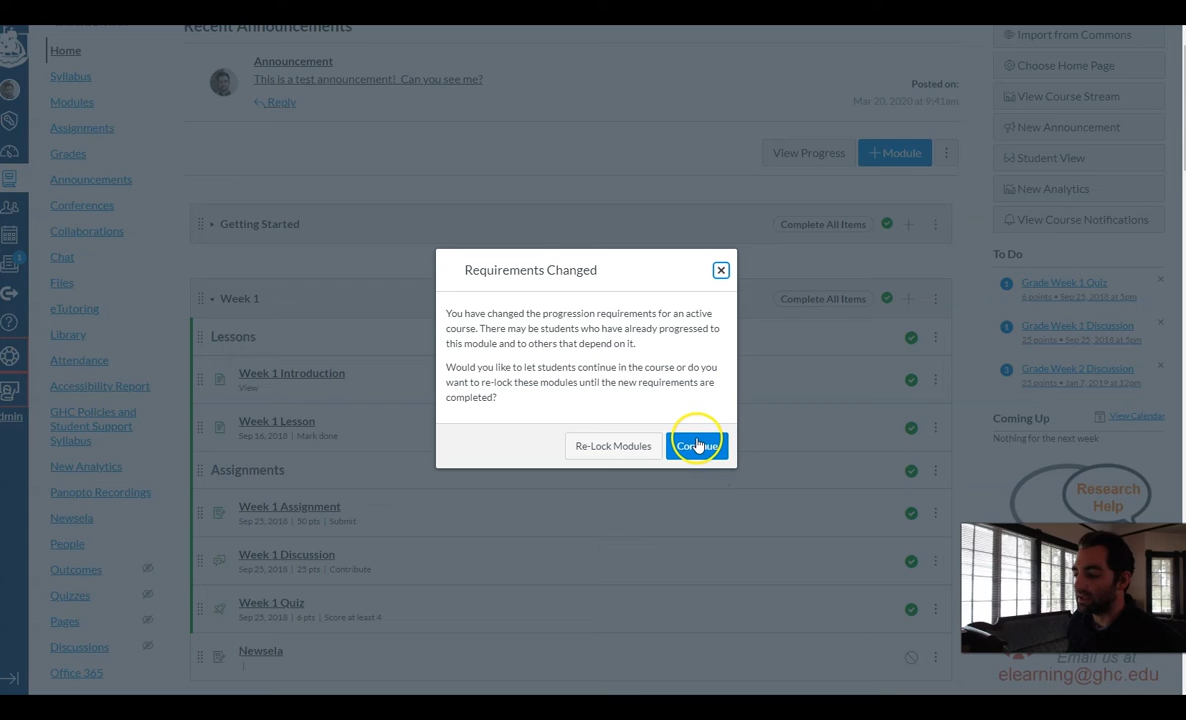 Recent Announcements
Home
Syllabus
Modules
Assignments
Grades
Announcements
Conferences
Collaborations
Chat
Files
eTutoring
Library
Attendance
Accessibility Report
GHC Policies and
Student Support
Syllabus
New Analytics
Panopto Recordings
Newsela
People
Outcomes
Quizzes
Pages
Discussions
Office 365
1
Announcement
This is a test announcement! Can you see me?
Reply
Posted on:
Mar 20, 2020 at 9:41am
View Progress
+ Module
Getting Started
Complete All Items
Week 1
Complete All Items
Lessons
Week 1 Introduction
View
Week 1 Lesson
Sep 16, 2018 | Mark done
Assignments
Week 1 Assignment
Sep 25, 2018 | 50 pts | Submit
Week 1 Discussion
Sep 25, 2018 | 25 pts | Contribute
Week 1 Quiz
Sep 25, 2018 | 6 pts | Score at least 4
Newsela
|
Requirements Changed
You have changed the progression requirements for an active
course. There may be students who have already progressed to
this module and to others that depend on it.
Would you like to let students continue in the course or do you
want to re-lock these modules until the new requirements are
completed?
Re-Lock Modules
Continue
Import from Commons
Choose Home Page
View Course Stream
New Announcement
Student View
New Analytics
View Course Notifications
To Do
1
Grade Week 1 Quiz
6 points • Sep 25, 2018 at 5pm
1
Grade Week 1 Discussion
25 points • Sep 25, 2018 at 5pm
3
Grade Week 2 Discussion
25 points • Jan 7, 2019 at 12pm
Coming Up
View Calendar
Nothing for the next week
Research
Help
Email us at
elearning@ghc.edu